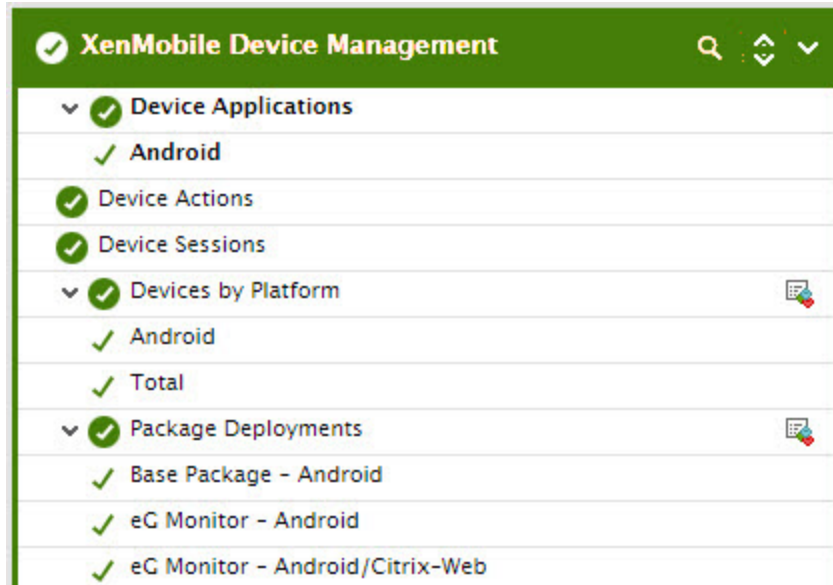 XenMobile Device Management
Device Applications
Android
Device Actions
Device Sessions
Devices by Platform
Android
Total
Package Deployments
Base Package - Android
eG Monitor - Android
eG Monitor - Android/Citrix-Web